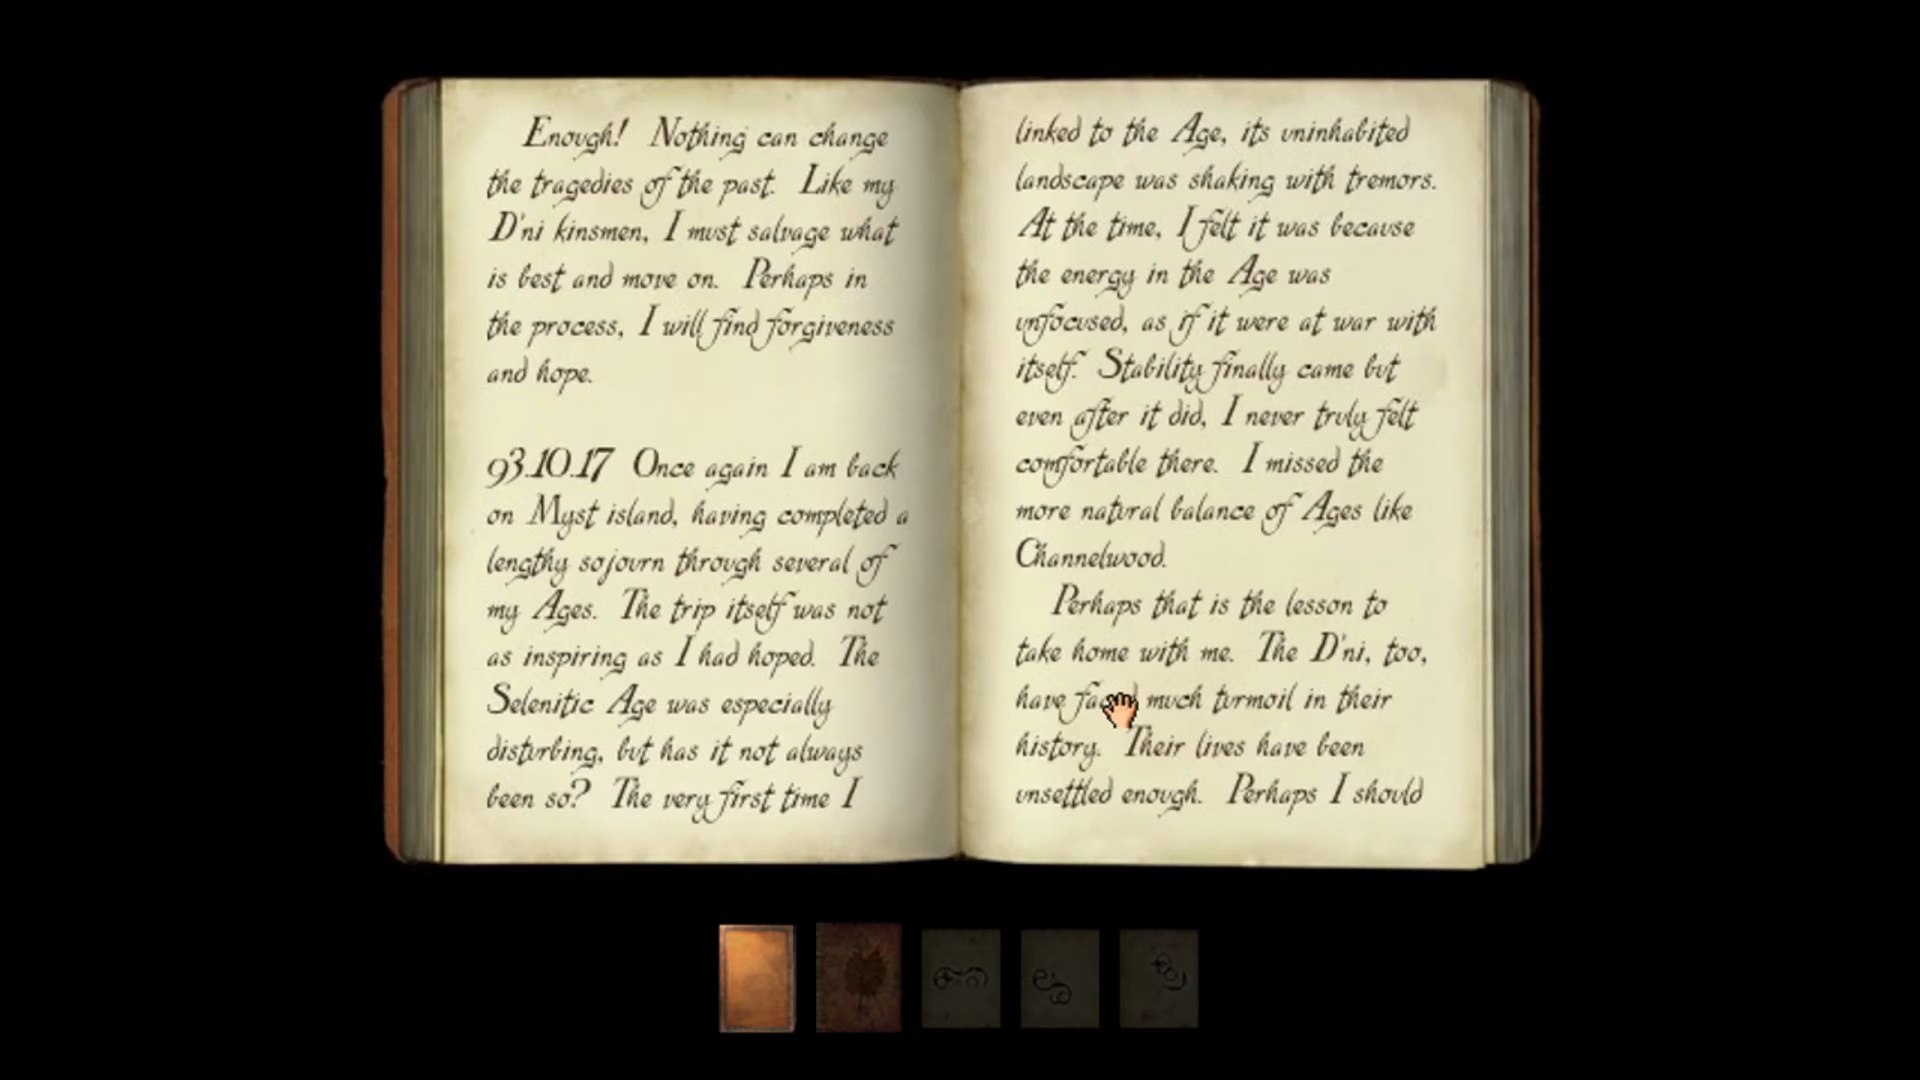 Enough! Nothing can change
the tragedies of the past. Like my
D'ni kinsmen, I must salvage what
is best and move on. Perhaps in
the process, I will find forgiveness
and hope.
93.10.17 Once again I am back
on Myst island, having completed a
lengthy sojourn through several of
my Ages. The trip itself was not
as inspiring as I had hoped. The
Selenitic Age was especially
disturbing, but has it not always
been so? The very first time I
linked to the Age, its uninhabited
landscape was shaking with tremors.
At the time, I felt it was because
the energy in the Age was
unfocused, as if it were at war with
itself. Stability finally came but
even after it did, I never truly felt
comfortable there. I missed the
more natural balance of Ages like
Channelwood.
Perhaps that is the lesson to
take home with me. The D'ni, too,
have faced much turmoil in their
history. Their lives have been
unsettled enough. Perhaps I should